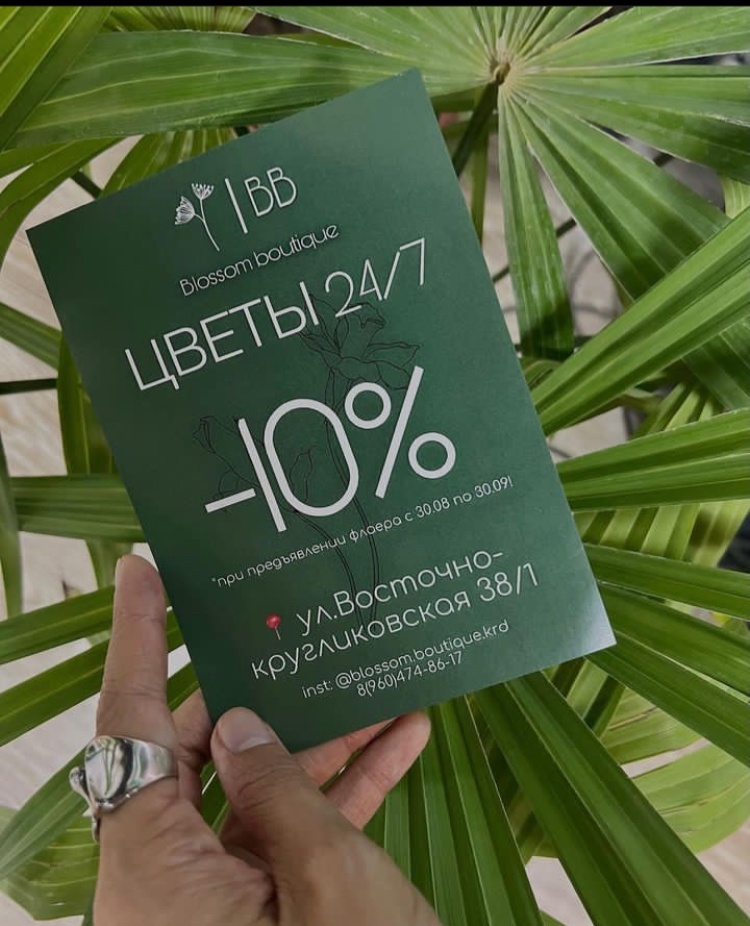 BB
Blossom boutique
ЦВЕТЫ 24/7
-10%
*при предъявлении флаера с 30.08 по 30.09!
ул.Восточно-
кругликовская 38/1
inst: @blossom.boutique.krd
8(960)474-86-17